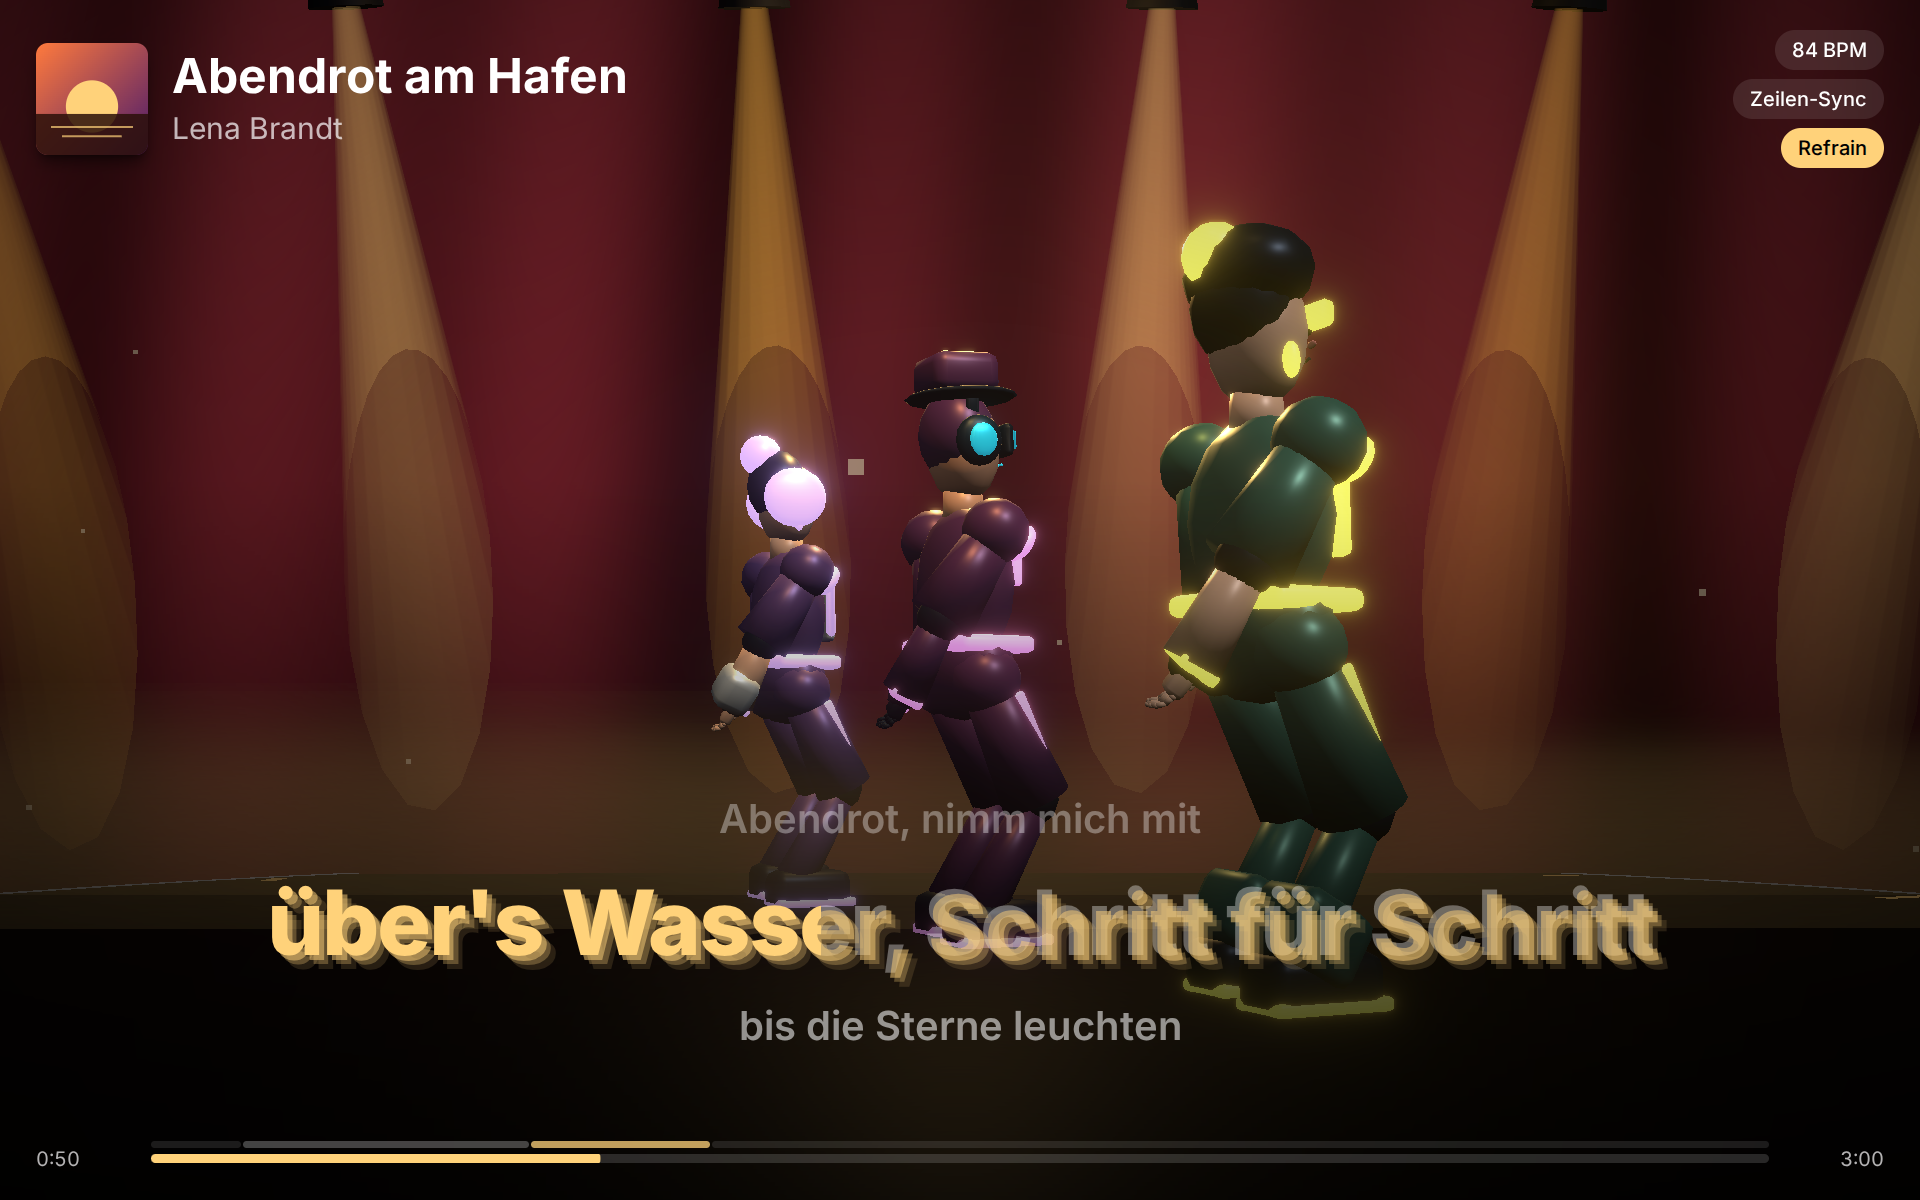 Abendrot am Hafen
Lena Brandt
84 BPM
Zeilen-Sync
Refrain
Abendrot, nimm mich mit
über's Wasser, Schritt für Schritt
bis die Sterne leuchten
0:50
3:00